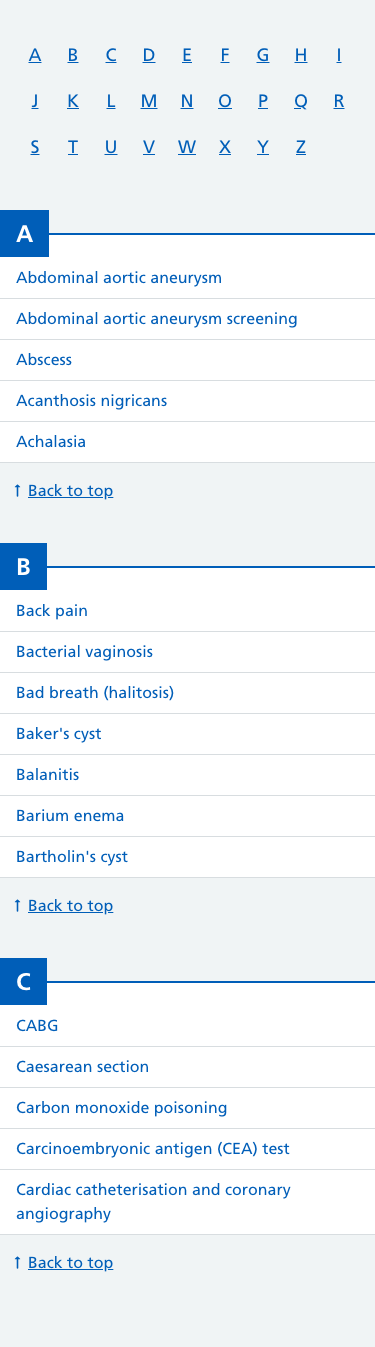 A B C D E F G H I
J K L M N O P Q R
S T U V W X Y Z
A
Abdominal aortic aneurysm
Abdominal aortic aneurysm screening
Abscess
Acanthosis nigricans
Achalasia
↑ Back to top
B
Back pain
Bacterial vaginosis
Bad breath (halitosis)
Baker's cyst
Balanitis
Barium enema
Bartholin's cyst
↑ Back to top
C
CABG
Caesarean section
Carbon monoxide poisoning
Carcinoembryonic antigen (CEA) test
Cardiac catheterisation and coronary
angiography
↑ Back to top